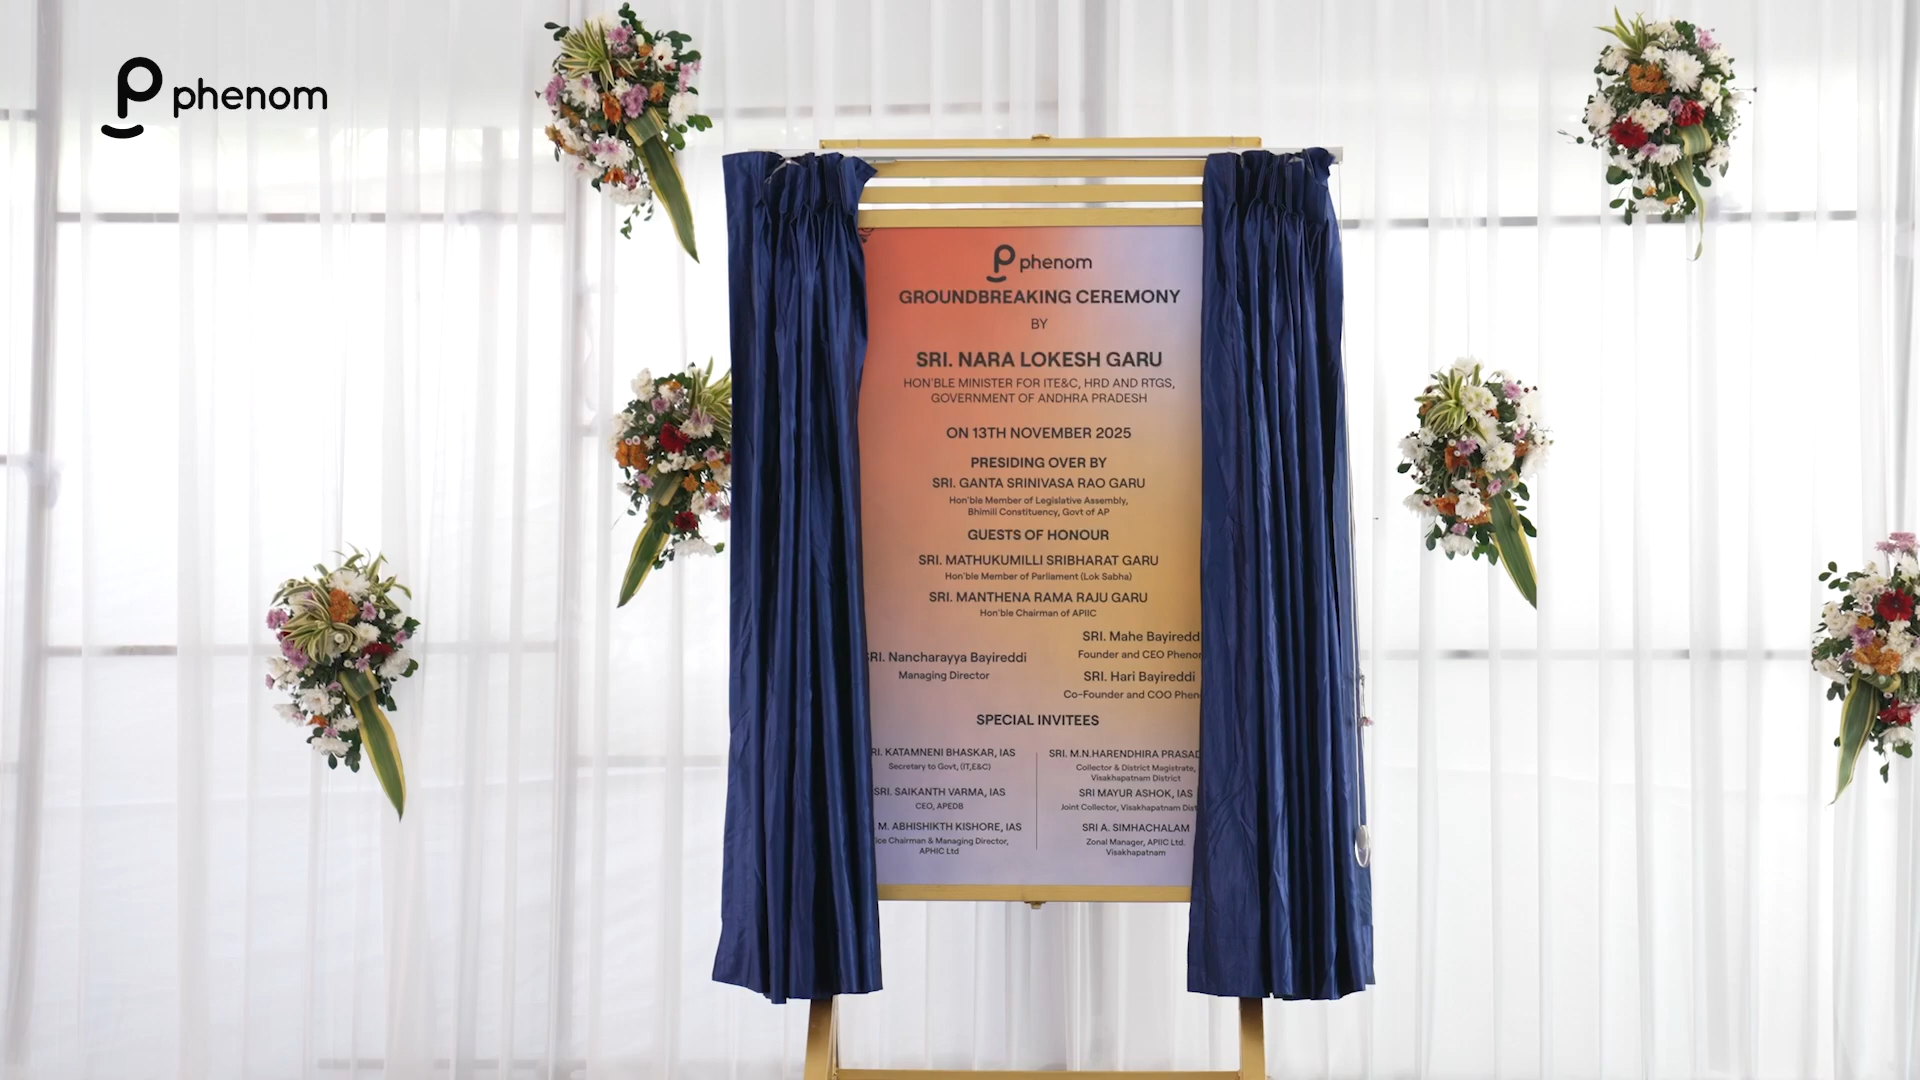 phenom
phenom
GROUNDBREAKING CEREMONY
BY
SRI. NARA LOKESH GARU
HON'BLE MINISTER FOR ITE&C, HRD AND RTGS,
GOVERNMENT OF ANDHRA PRADESH
ON 13TH NOVEMBER 2025
PRESIDING OVER BY
SRI. GANTA SRINIVASA RAO GARU
Hon'ble Member of Legislative Assembly,
Bhimili Constituency, Govt of AP
GUESTS OF HONOUR
SRI. MATHUKUMILLI SRIBHARAT GARU
Hon'ble Member of Parliament (Lok Sabha)
SRI. MANTHENA RAMA RAJU GARU
Hon'ble Chairman of APIIC
RI. Nancharayya Bayireddi
Managing Director
SRI. Mahe Bayiredd
Founder and CEO Pheno
SRI. Hari Bayireddi
Co-Founder and COO Phen
SPECIAL INVITEES
RI. KATAMNENI BHASKAR, IAS
Secretary to Govt, (IT,E&C)
SRI. SAIKANTH VARMA, IAS
CEO, APEDB
M. ABHISHIKTH KISHORE, IAS
ice Chairman & Managing Director,
APHIC Ltd
SRI. M.N.HARENDHIRA PRASAD
Collector & District Magistrate,
Visakhapatnam District
SRI MAYUR ASHOK, IAS
Joint Collector, Visakhapatnam Dist
SRI A. SIMHACHALAM
Zonal Manager, APIIC Ltd.
Visakhapatnam